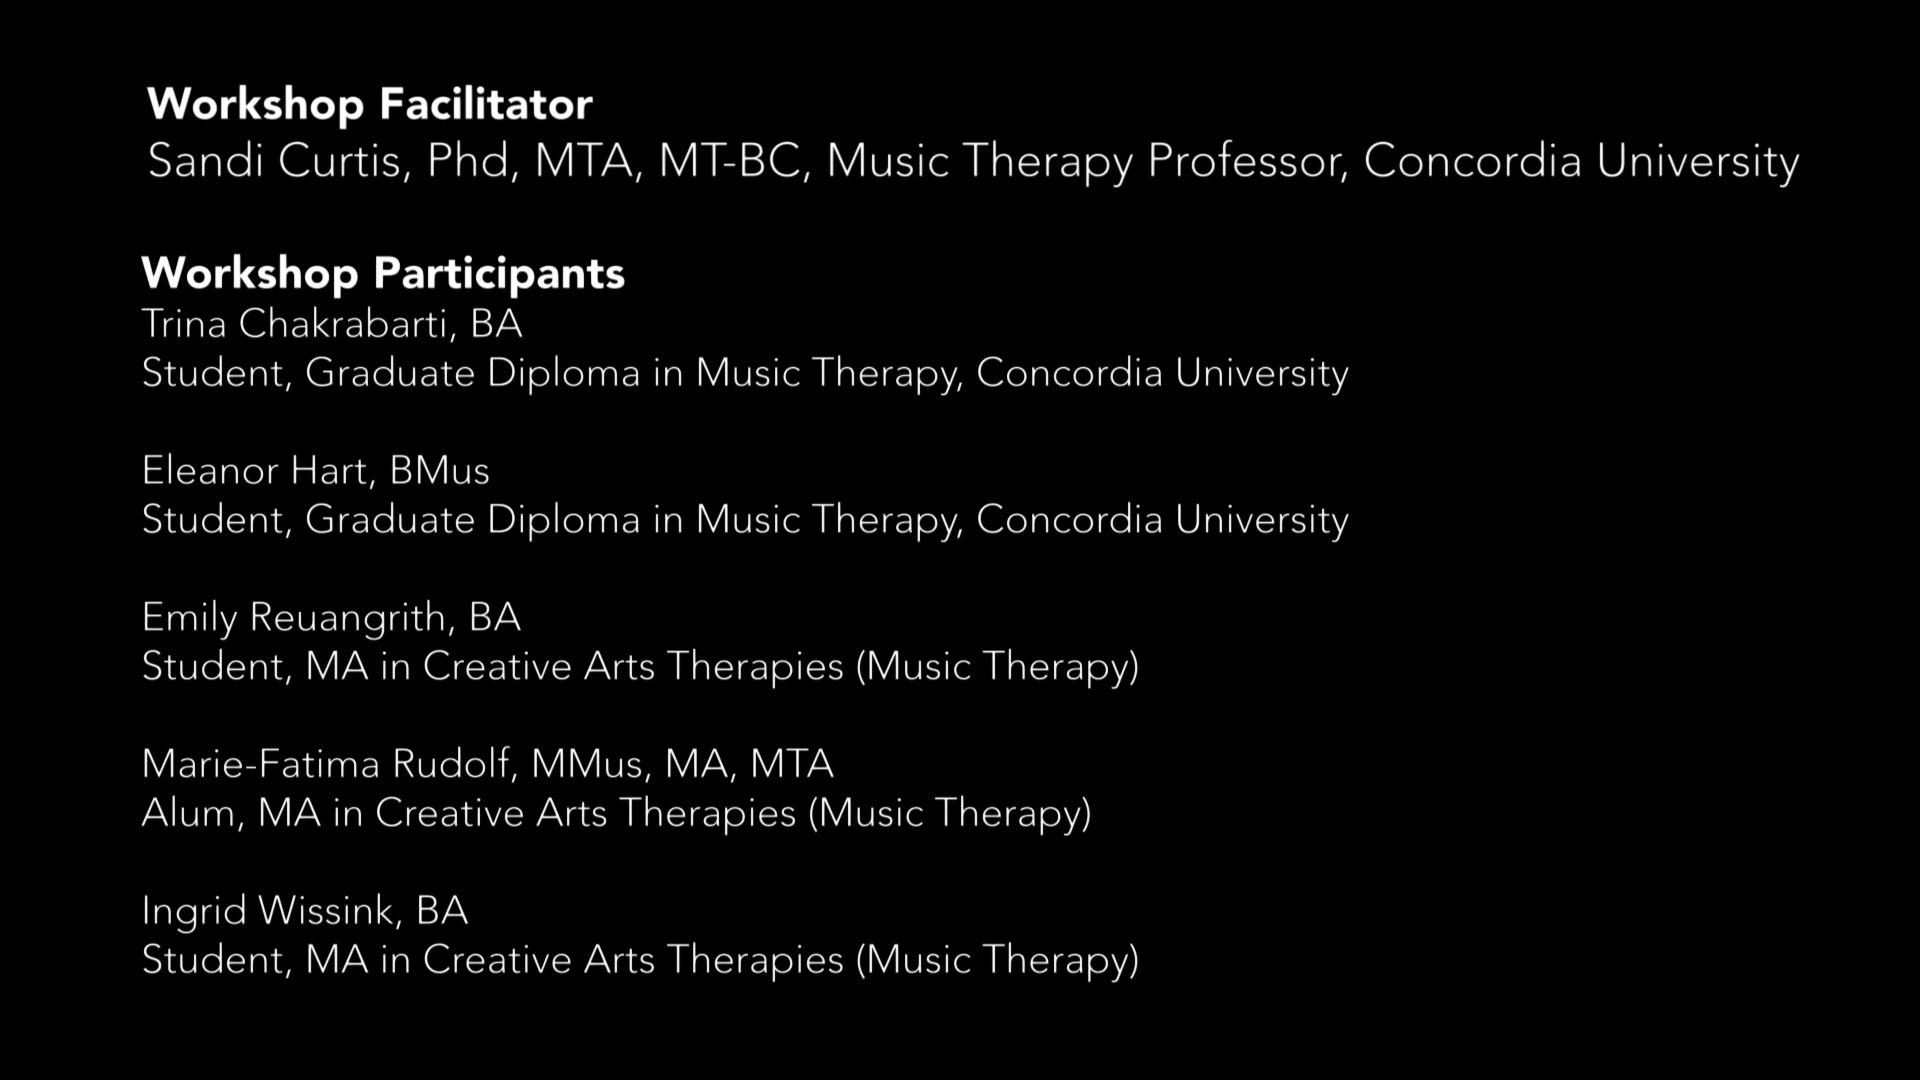 Workshop Facilitator
Sandi Curtis, Phd, MTA, MT-BC, Music Therapy Professor, Concordia University
Workshop Participants
Trina Chakrabarti, BA
Student, Graduate Diploma in Music Therapy, Concordia University
Eleanor Hart, BMus
Student, Graduate Diploma in Music Therapy, Concordia University
Emily Reuangrith, BA
Student, MA in Creative Arts Therapies (Music Therapy)
Marie-Fatima Rudolf, MMus, MA, MTA
Alum, MA in Creative Arts Therapies (Music Therapy)
Ingrid Wissink, BA
Student, MA in Creative Arts Therapies (Music Therapy)